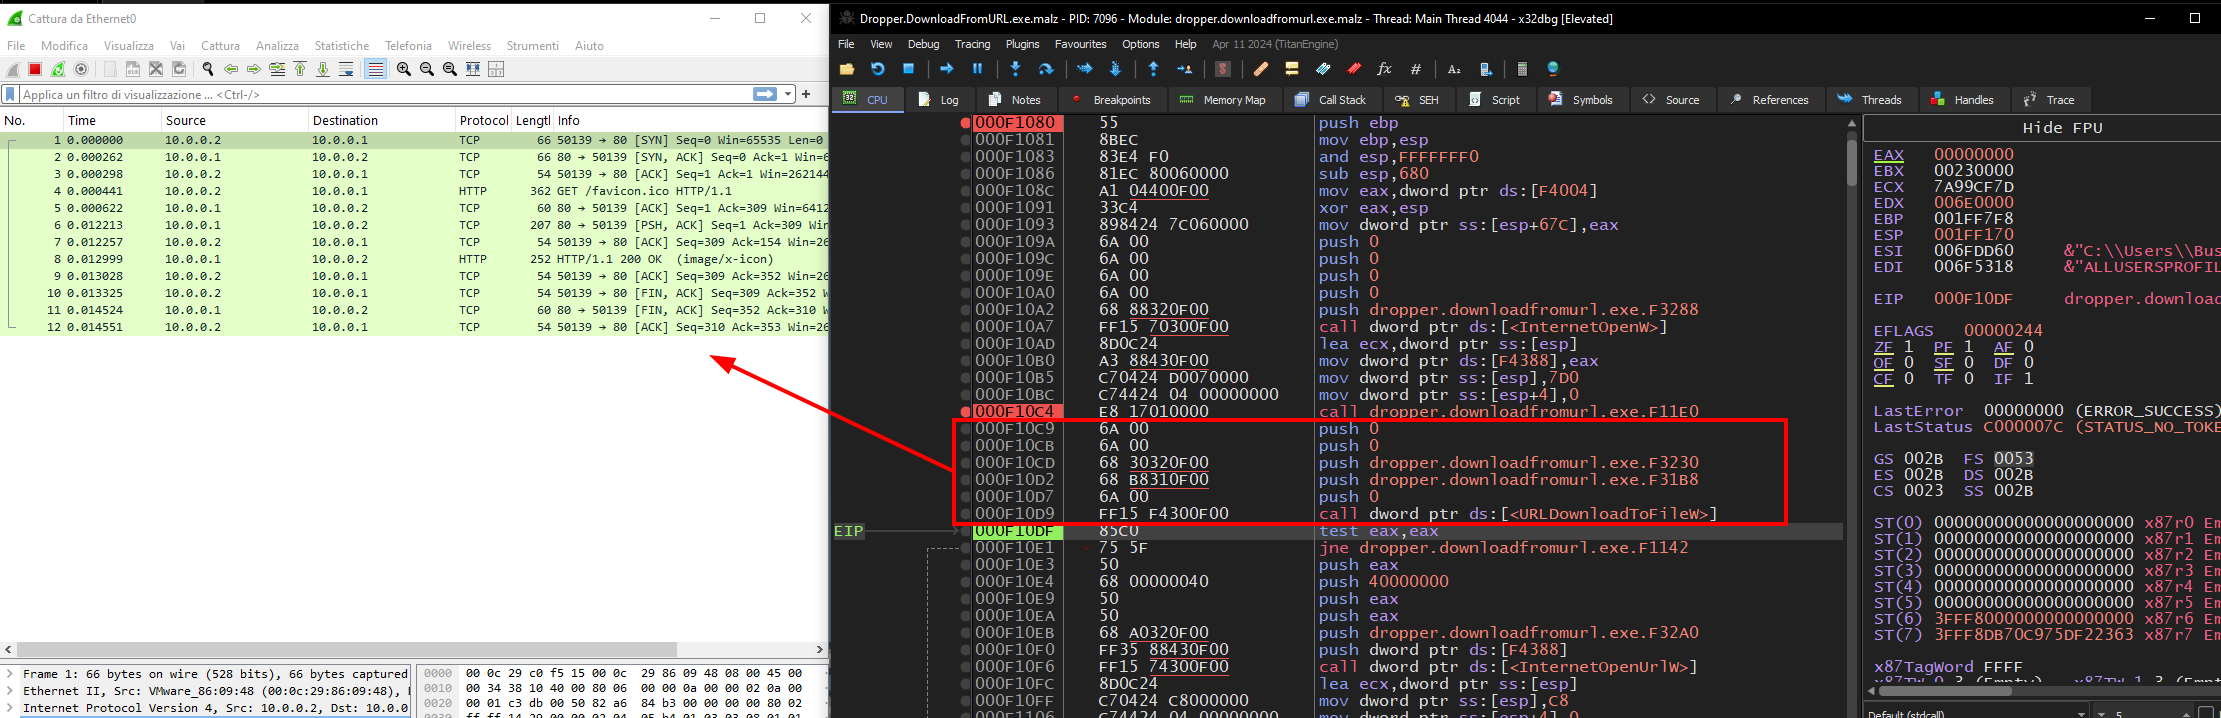 Cattura da Ethernet0
File Modifica Visualizza Vai Cattura Analizza Statistiche Telefonia Wireless Strumenti Aiuto
Applica un filtro di visualizzazione ... <Ctrl-/>
No. Time Source Destination Protocol Lengtl Info
1 0.000000 10.0.0.2 10.0.0.1 TCP 66 50139 → 80 [SYN] Seq=0 Win=65535 Len=0
2 0.000262 10.0.0.1 10.0.0.2 TCP 66 80 → 50139 [SYN, ACK] Seq=0 Ack=1 Win=6
3 0.000298 10.0.0.2 10.0.0.1 TCP 54 50139 → 80 [ACK] Seq=1 Ack=1 Win=262144
4 0.000441 10.0.0.2 10.0.0.1 HTTP 362 GET /favicon.ico HTTP/1.1
5 0.000622 10.0.0.1 10.0.0.2 TCP 60 80 → 50139 [ACK] Seq=1 Ack=309 Win=6412
6 0.012213 10.0.0.1 10.0.0.2 TCP 207 80 → 50139 [PSH, ACK] Seq=1 Ack=309 Win
7 0.012257 10.0.0.2 10.0.0.1 TCP 54 50139 → 80 [ACK] Seq=309 Ack=154 Win=26
8 0.012999 10.0.0.1 10.0.0.2 HTTP 252 HTTP/1.1 200 OK (image/x-icon)
9 0.013028 10.0.0.2 10.0.0.1 TCP 54 50139 → 80 [ACK] Seq=309 Ack=352 Win=26
10 0.013325 10.0.0.2 10.0.0.1 TCP 54 50139 → 80 [FIN, ACK] Seq=309 Ack=352 W
11 0.014524 10.0.0.1 10.0.0.2 TCP 60 80 → 50139 [FIN, ACK] Seq=352 Ack=310 W
12 0.014551 10.0.0.2 10.0.0.1 TCP 54 50139 → 80 [ACK] Seq=310 Ack=353 Win=26
Frame 1: 66 bytes on wire (528 bits), 66 bytes captured
Ethernet II, Src: VMware_86:09:48 (00:0c:29:86:09:48),
Internet Protocol Version 4, Src: 10.0.0.2, Dst: 10.0.0
0000 00 0c 29 c0 f5 15 00 0c 29 86 09 48 08 00 45 00
0010 00 34 38 10 40 00 80 06 00 00 0a 00 00 02 0a 00
0020 00 01 c3 db 00 50 82 a6 84 b3 00 00 00 00 80 02
0030 ff ff 14 29 00 00 02 04 05 b4 01 03 03 08 01 01
Dropper.DownloadFromURL.exe.malz - PID: 7096 - Module: dropper.downloadfromurl.exe.malz - Thread: Main Thread 4044 - x32dbg [Elevated]
File View Debug Tracing Plugins Favourites Options Help Apr 11 2024 (TitanEngine)
CPU Log Notes Breakpoints Memory Map Call Stack SEH Script Symbols Source References Threads Handles Trace
000F1080 55 push ebp
000F1081 8BEC mov ebp,esp
000F1083 83E4 F0 and esp,FFFFFFF0
000F1086 81EC 80060000 sub esp,680
000F108C A1 04400F00 mov eax,dword ptr ds:[F4004]
000F1091 33C4 xor eax,esp
000F1093 898424 7C060000 mov dword ptr ss:[esp+67C],eax
000F109A 6A 00 push 0
000F109C 6A 00 push 0
000F109E 6A 00 push 0
000F10A0 6A 00 push 0
000F10A2 68 88320F00 push dropper.downloadfromurl.exe.F3288
000F10A7 FF15 70300F00 call dword ptr ds:[<InternetOpenW>]
000F10AD 8D0C24 lea ecx,dword ptr ss:[esp]
000F10B0 A3 88430F00 mov dword ptr ds:[F4388],eax
000F10B5 C70424 D0070000 mov dword ptr ss:[esp],7D0
000F10BC C74424 04 00000000 mov dword ptr ss:[esp+4],0
000F10C4 E8 17010000 call dropper.downloadfromurl.exe.F11E0
000F10C9 6A 00 push 0
000F10CB 6A 00 push 0
000F10CD 68 30320F00 push dropper.downloadfromurl.exe.F3230
000F10D2 68 B8310F00 push dropper.downloadfromurl.exe.F31B8
000F10D7 6A 00 push 0
000F10D9 FF15 F4300F00 call dword ptr ds:[<URLDownloadToFileW>]
EIP 000F10DF 85C0 test eax,eax
000F10E1 75 5F jne dropper.downloadfromurl.exe.F1142
000F10E3 50 push eax
000F10E4 68 00000040 push 40000000
000F10E9 50 push eax
000F10EA 50 push eax
000F10EB 68 A0320F00 push dropper.downloadfromurl.exe.F32A0
000F10F0 FF35 88430F00 push dword ptr ds:[F4388]
000F10F6 FF15 74300F00 call dword ptr ds:[<InternetOpenUrlW>]
000F10FC 8D0C24 lea ecx,dword ptr ss:[esp]
000F10FF C70424 C8000000 mov dword ptr ss:[esp],C8
000F1106 C74424 04 00000000 mov dword ptr ss:[esp+4],0
Hide FPU
EAX 00000000
EBX 00230000
ECX 7A99CF7D
EDX 006E0000
EBP 001FF7F8
ESP 001FF170
ESI 006FDD60 &"C:\\Users\\Bus
EDI 006F5318 &"ALLUSERSPROFIL
EIP 000F10DF dropper.download
EFLAGS 00000244
ZF 1 PF 1 AF 0
OF 0 SF 0 DF 0
CF 0 TF 0 IF 1
LastError 00000000 (ERROR_SUCCESS)
LastStatus C000007C (STATUS_NO_TOKE
GS 002B FS 0053
ES 002B DS 002B
CS 0023 SS 002B
ST(0) 00000000000000000000 x87r0 Em
ST(1) 00000000000000000000 x87r1 Em
ST(2) 00000000000000000000 x87r2 Em
ST(3) 00000000000000000000 x87r3 Em
ST(4) 00000000000000000000 x87r4 Em
ST(5) 00000000000000000000 x87r5 Em
ST(6) 3FFF8000000000000000 x87r6 Em
ST(7) 3FFF8DB70C975DF22363 x87r7 Em
x87TagWord FFFF
x87TW_0 3 (Empty) x87TW_1 3 (Empt
Default (stdcall) 5